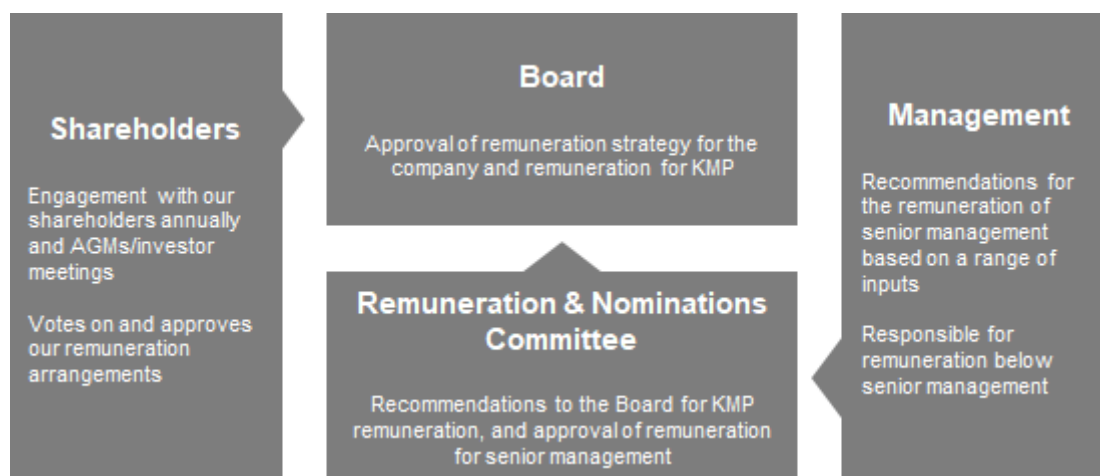 Shareholders
Engagement with our
shareholders annually
and AGMs/investor
meetings
Votes on and approves
our remuneration
arrangements
Board
Approval of remuneration strategy for the
company and remuneration for KMP
Remuneration & Nominations
Committee
Recommendations to the Board for KMP
remuneration, and approval of remuneration
for senior management
Management
Recommendations for
the remuneration of
senior management
based on a range of
inputs
Responsible for
remuneration below
senior management